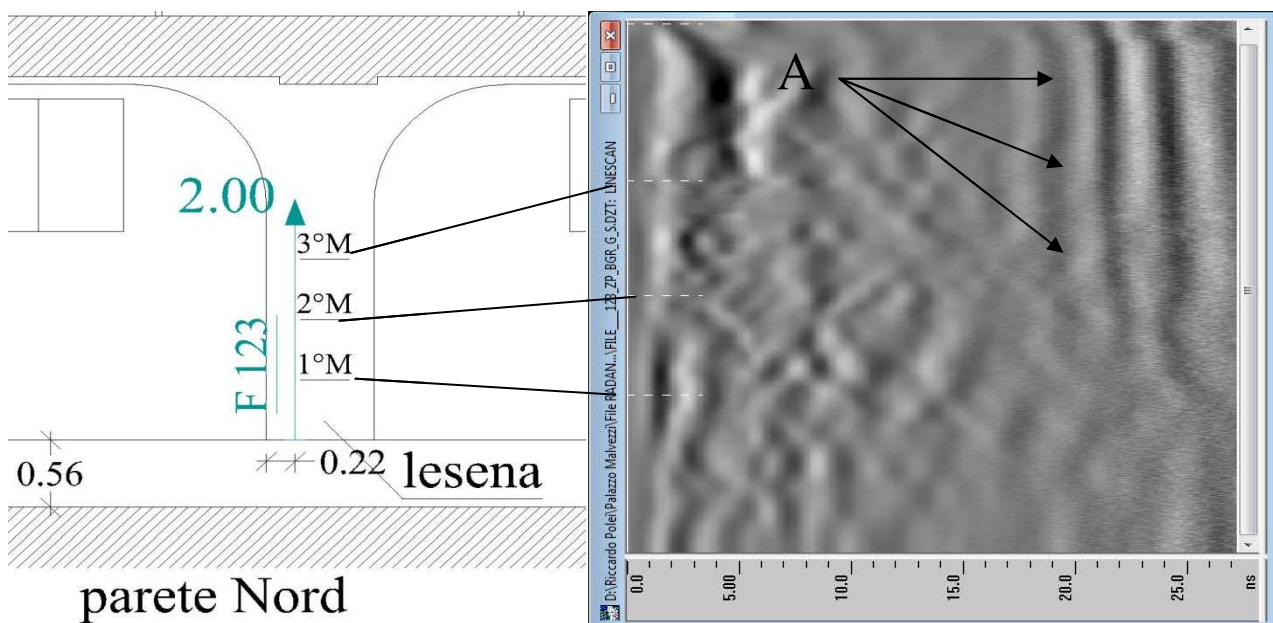 2.00
3°M
2°M
1°M
F 123
0.56
0.22
lesena
parete Nord
D:\Riccardo Polei\Palazzo Malvezzi\File RADAN...\FILE___123_ZP_BGR_G_S.DZT: LINESCAN
A
0.0
5.00
10.0
15.0
20.0
25.0
ns